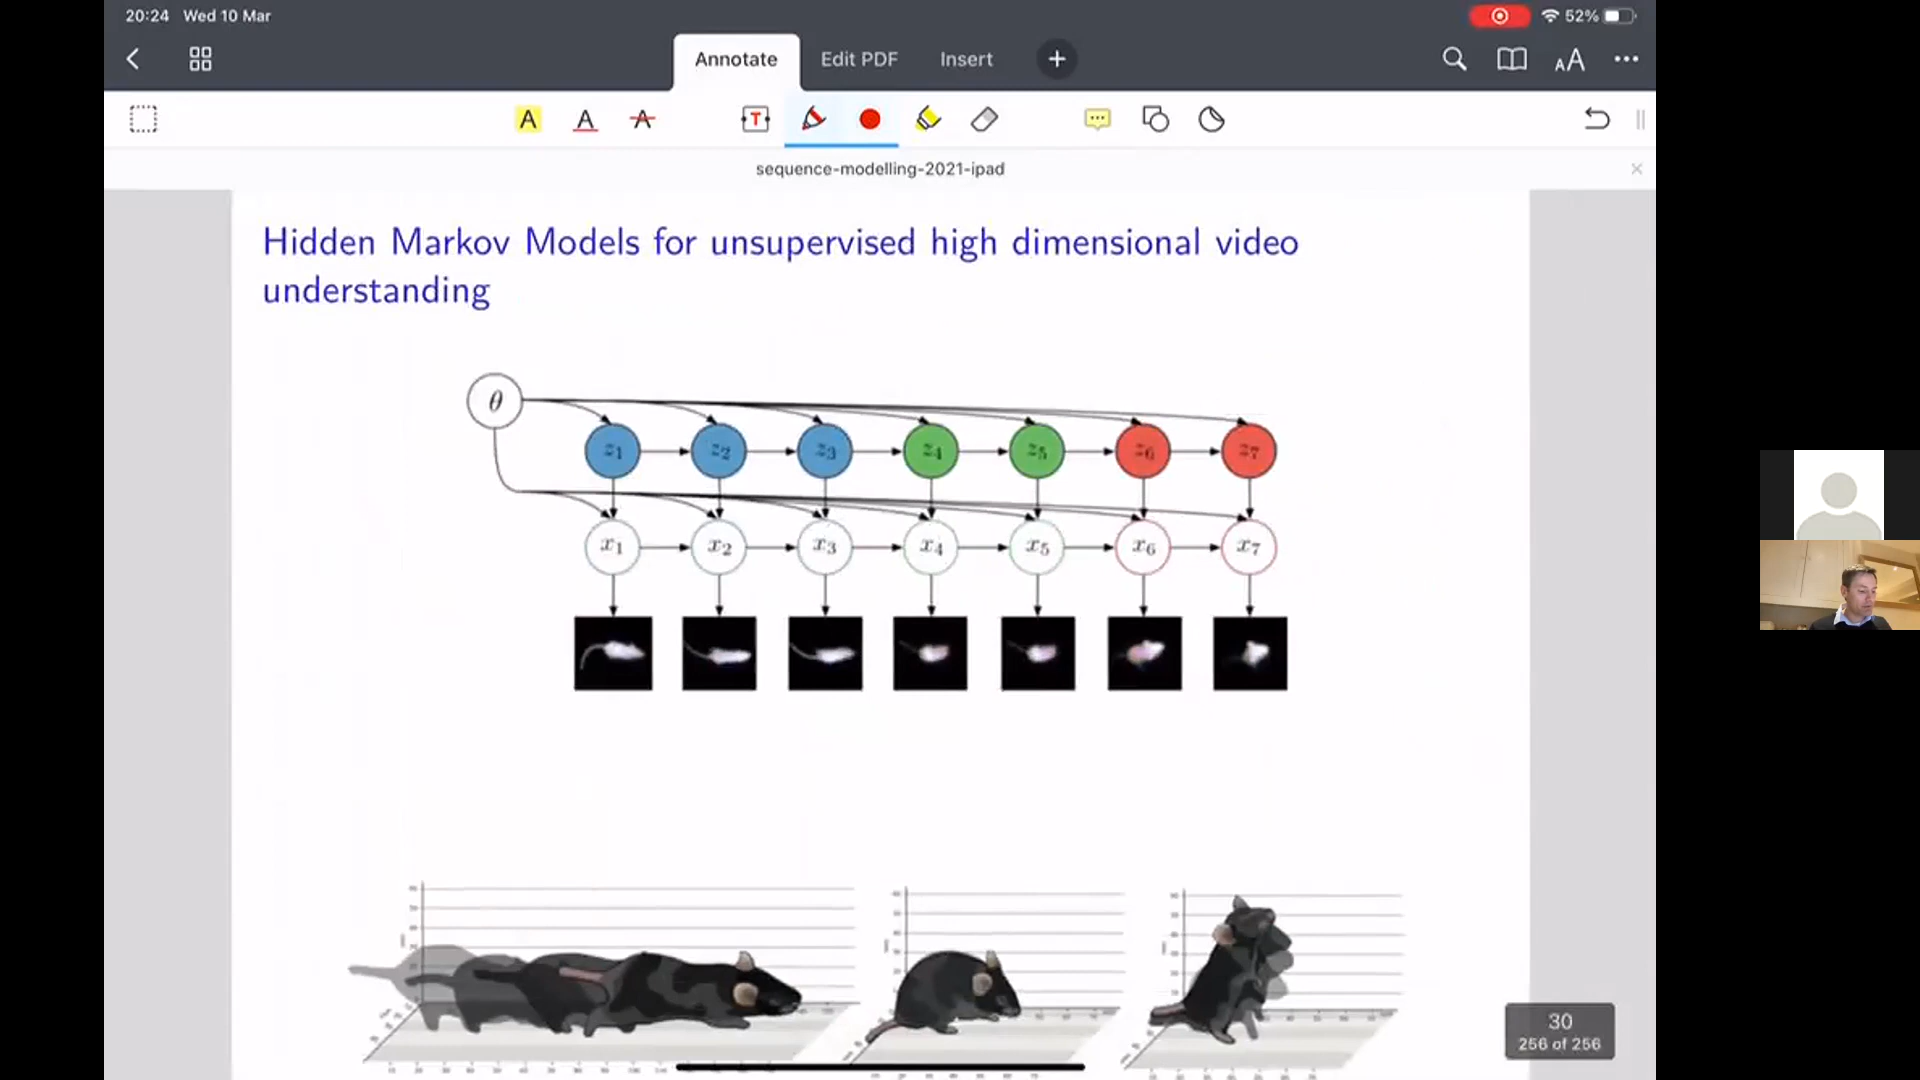 20:24 Wed 10 Mar
52%
Annotate Edit PDF Insert
A A A T AA
sequence-modelling-2021-ipad
Hidden Markov Models for unsupervised high dimensional video
understanding
θ
z1 z2 z3 z4 z5 z6 z7
x1 x2 x3 x4 x5 x6 x7
30
256 of 256